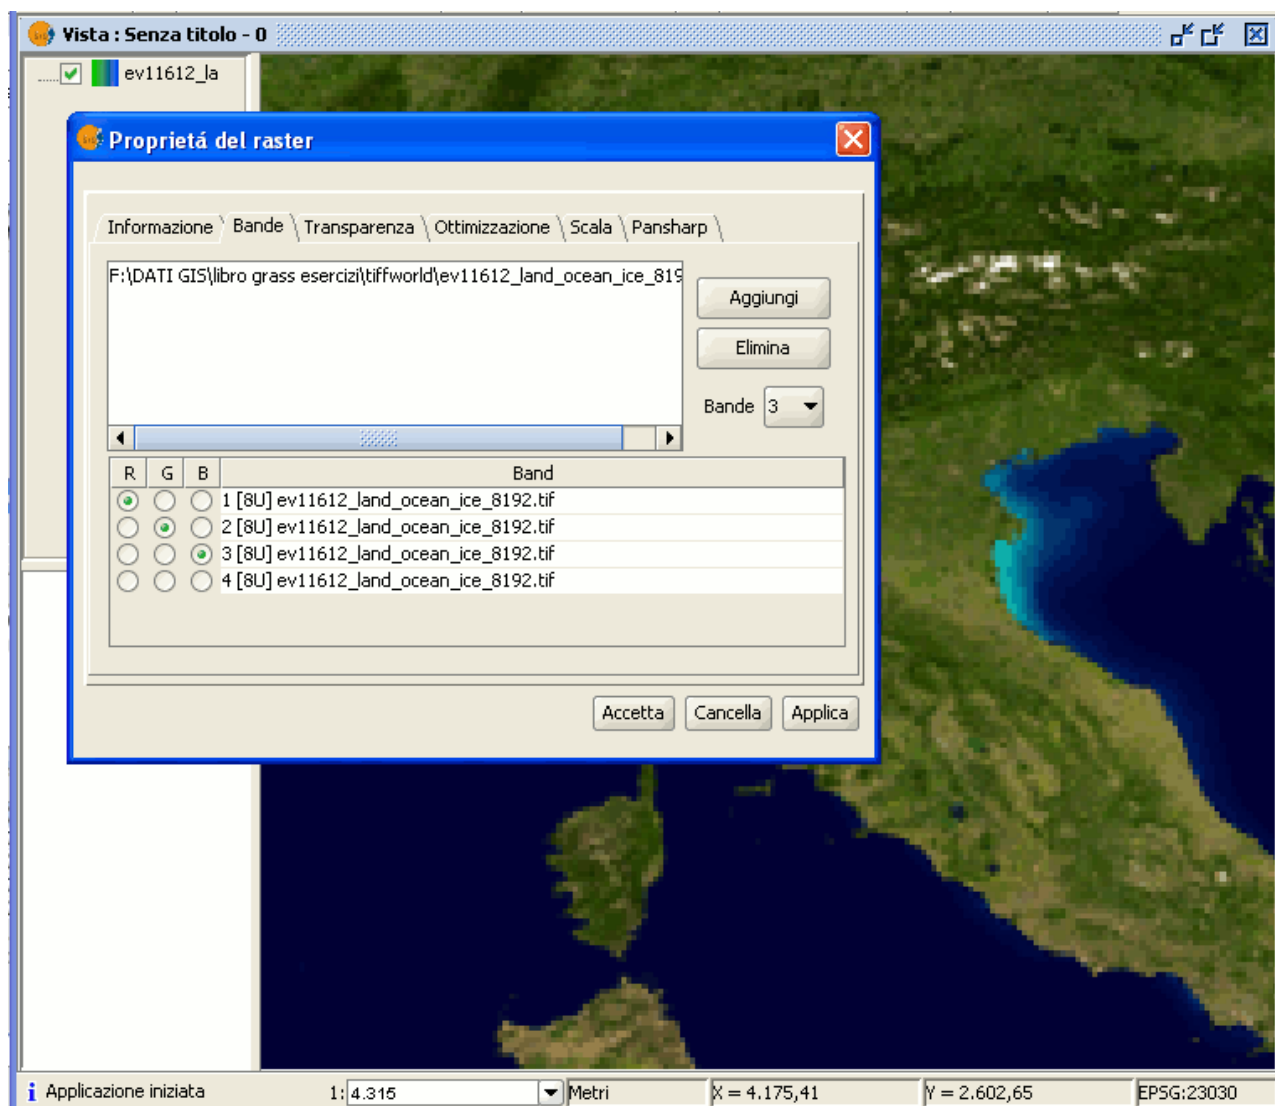 Vista : Senza titolo - 0
ev11612_la
Proprietá del raster
Informazione Bande Transparenza Ottimizzazione Scala Pansharp
F:\DATI GIS\libro grass esercizi\tiffworld\ev11612_land_ocean_ice_819
Aggiungi
Elimina
Bande 3
R G B Band
1 [8U] ev11612_land_ocean_ice_8192.tif
2 [8U] ev11612_land_ocean_ice_8192.tif
3 [8U] ev11612_land_ocean_ice_8192.tif
4 [8U] ev11612_land_ocean_ice_8192.tif
Accetta Cancella Applica
Applicazione iniziata 1: 4.315 Metri X = 4.175,41 Y = 2.602,65 EPSG:23030